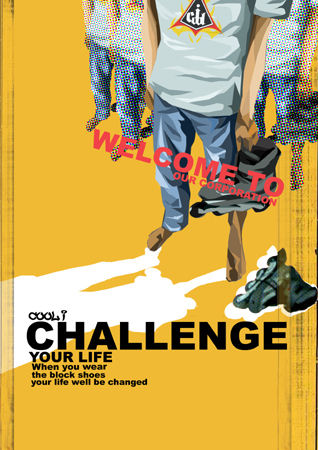 WELCOME TO
OUR CORPORATION
COOL i
CHALLENGE
YOUR LIFE
When you wear
the block shoes
your life well be changed